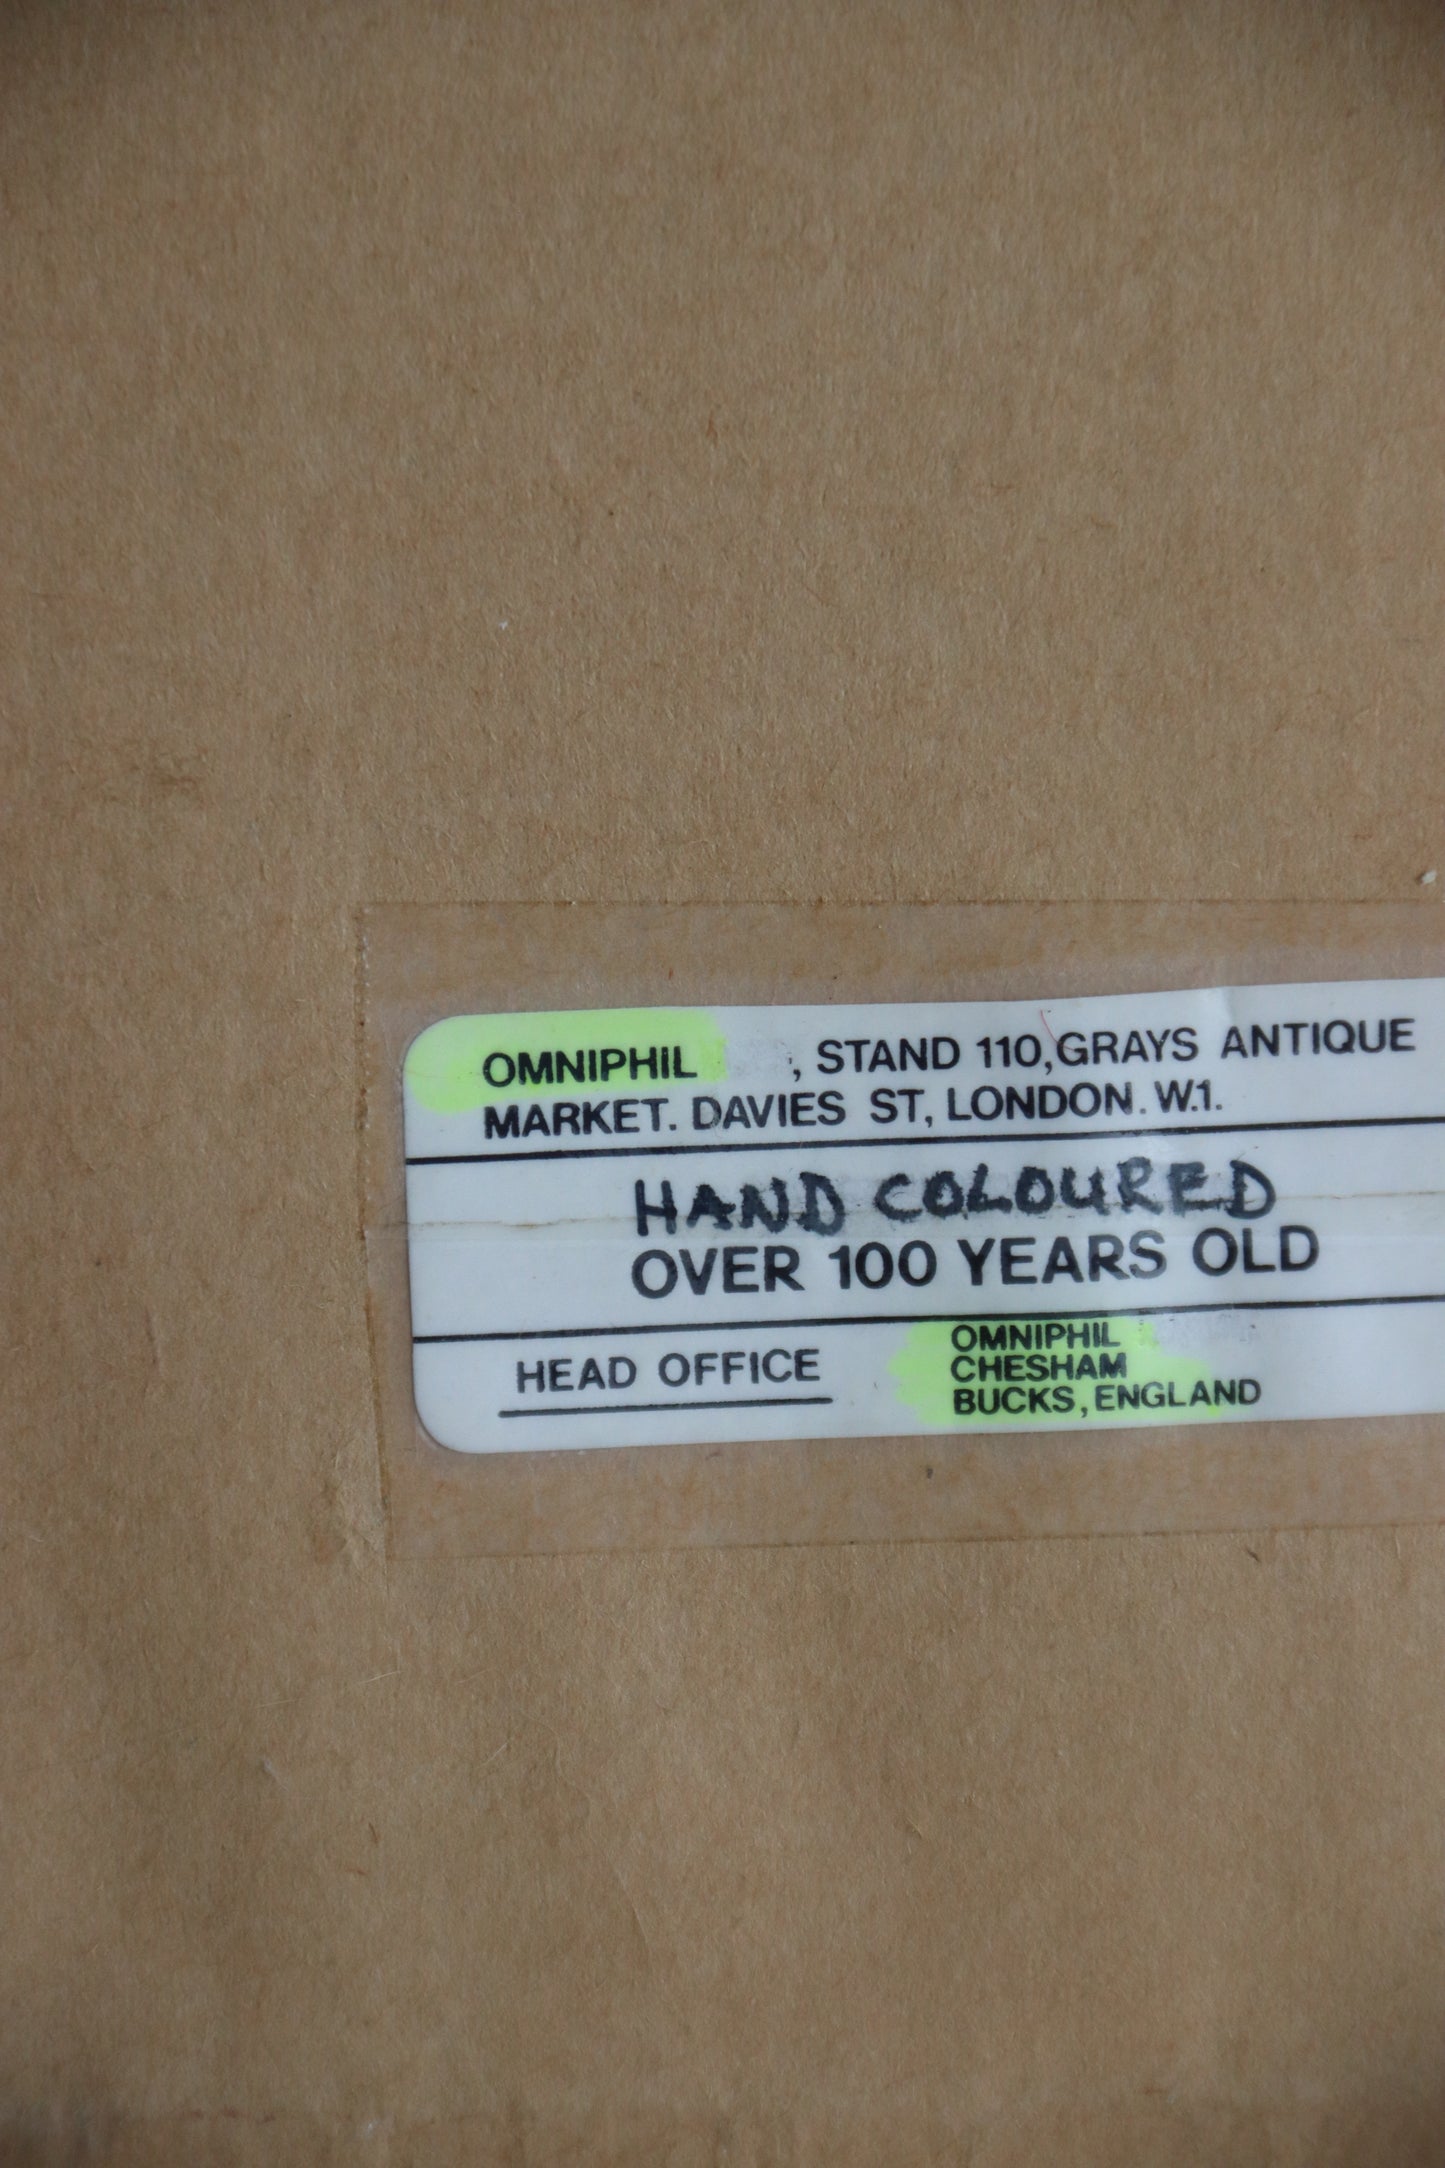 OMNIPHIL , STAND 110,GRAYS ANTIQUE
MARKET. DAVIES ST, LONDON. W.1.
HAND COLOURED
OVER 100 YEARS OLD
HEAD OFFICE
OMNIPHIL
CHESHAM
BUCKS, ENGLAND